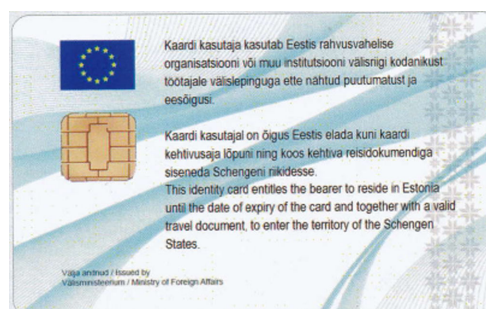 Kaardi kasutaja kasutab Eestis rahvusvahelise
organisatsiooni või muu institutsiooni välisriigi kodanikust
töötajale välislepinguga ette nähtud puutumatust ja
eesõigusi.
Kaardi kasutajal on õigus Eestis elada kuni kaardi
kehtivusaja lõpuni ning koos kehtiva reisidokumendiga
siseneda Schengeni riikidesse.
This identity card entitles the bearer to reside in Estonia
until the date of expiry of the card and together with a valid
travel document, to enter the territory of the Schengen
States.
Välja andnud / Issued by
Välisministeerium / Ministry of Foreign Affairs